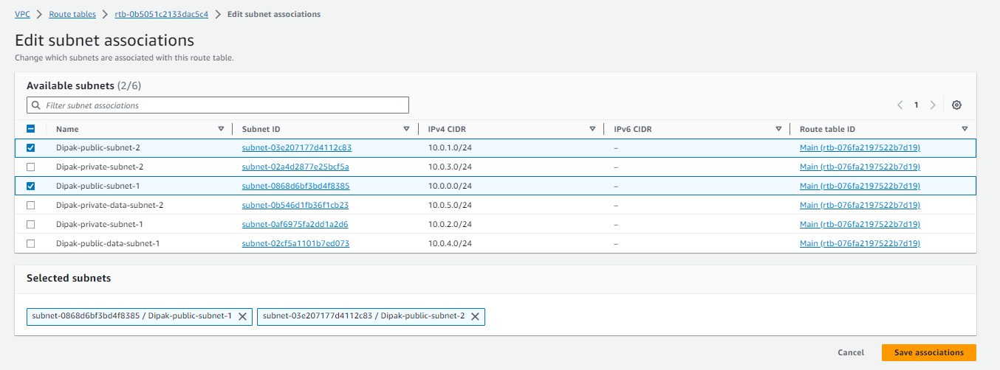 VPC > Route tables > rtb-0b5051c2133dac5c4 > Edit subnet associations
Edit subnet associations
Change which subnets are associated with this route table.
Available subnets (2/6)
Filter subnet associations
1
Name Subnet ID IPv4 CIDR IPv6 CIDR Route table ID
Dipak-public-subnet-2 subnet-03e207177d4112c83 10.0.1.0/24 – Main (rtb-076fa2197522b7d19)
Dipak-private-subnet-2 subnet-02a4d2877e25bcf5a 10.0.3.0/24 – Main (rtb-076fa2197522b7d19)
Dipak-public-subnet-1 subnet-0868d6bf3bd4f8385 10.0.0.0/24 – Main (rtb-076fa2197522b7d19)
Dipak-private-data-subnet-2 subnet-0b546d1fb36f1cb23 10.0.5.0/24 – Main (rtb-076fa2197522b7d19)
Dipak-private-subnet-1 subnet-0af6975fa2dd1a2d6 10.0.2.0/24 – Main (rtb-076fa2197522b7d19)
Dipak-public-data-subnet-1 subnet-02cf5a1101b7ed073 10.0.4.0/24 – Main (rtb-076fa2197522b7d19)
Selected subnets
subnet-0868d6bf3bd4f8385 / Dipak-public-subnet-1 subnet-03e207177d4112c83 / Dipak-public-subnet-2
Cancel Save associations